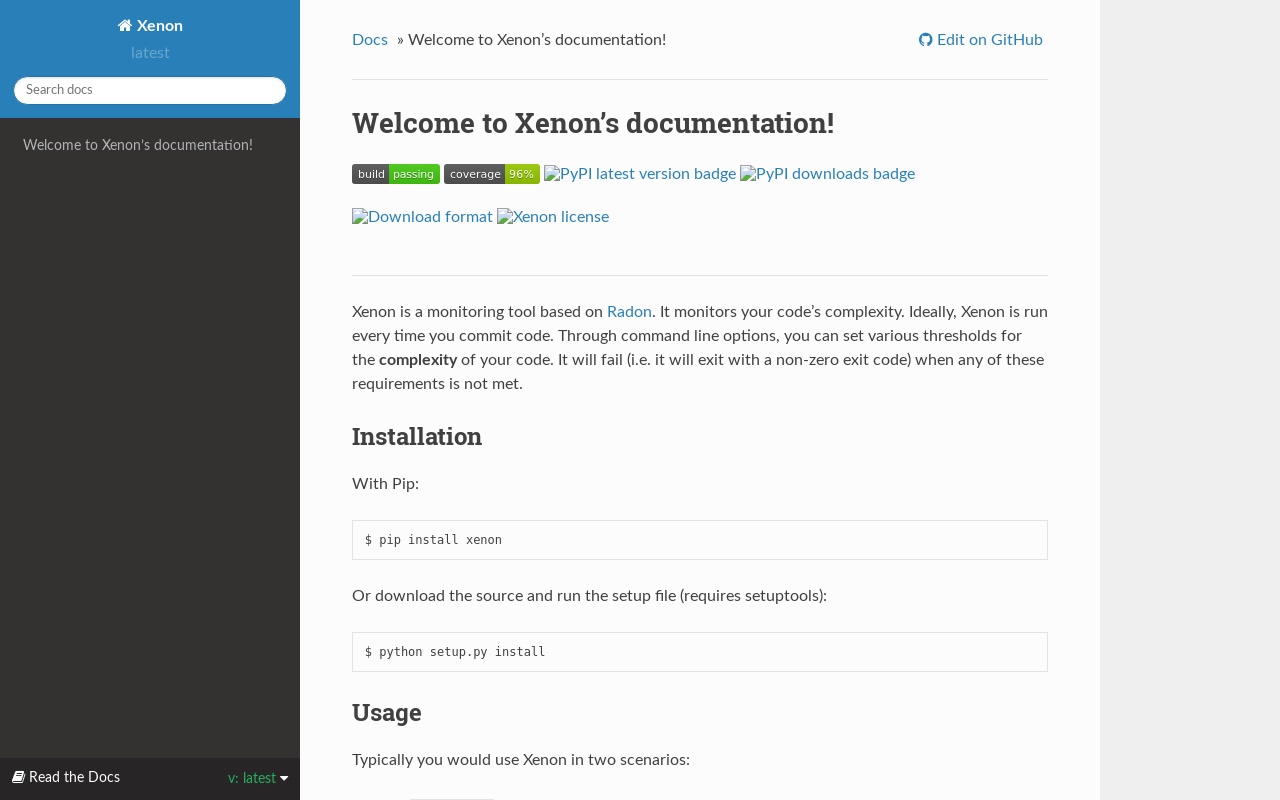 Xenon
latest
Search docs
Welcome to Xenon's documentation!
Read the Docs
v: latest
Docs » Welcome to Xenon’s documentation!
Edit on GitHub
Welcome to Xenon’s documentation!
build passing coverage 96% PyPI latest version badge PyPI downloads badge
Download format Xenon license
Xenon is a monitoring tool based on Radon. It monitors your code’s complexity. Ideally, Xenon is run
every time you commit code. Through command line options, you can set various thresholds for
the complexity of your code. It will fail (i.e. it will exit with a non-zero exit code) when any of these
requirements is not met.
Installation
With Pip:
$ pip install xenon
Or download the source and run the setup file (requires setuptools):
$ python setup.py install
Usage
Typically you would use Xenon in two scenarios: